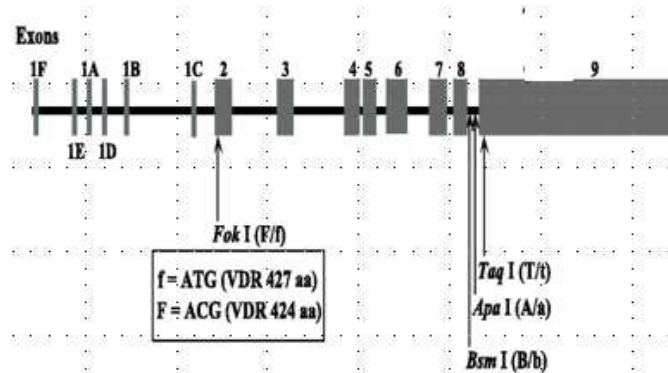 Exons
1F 1A 1B 1C 2 3 4 5 6 7 8 9
1E 1D
Fok I (F/f)
f = ATG (VDR 427 aa)
F = ACG (VDR 424 aa)
Taq I (T/t)
Apa I (A/a)
Bsm I (B/b)